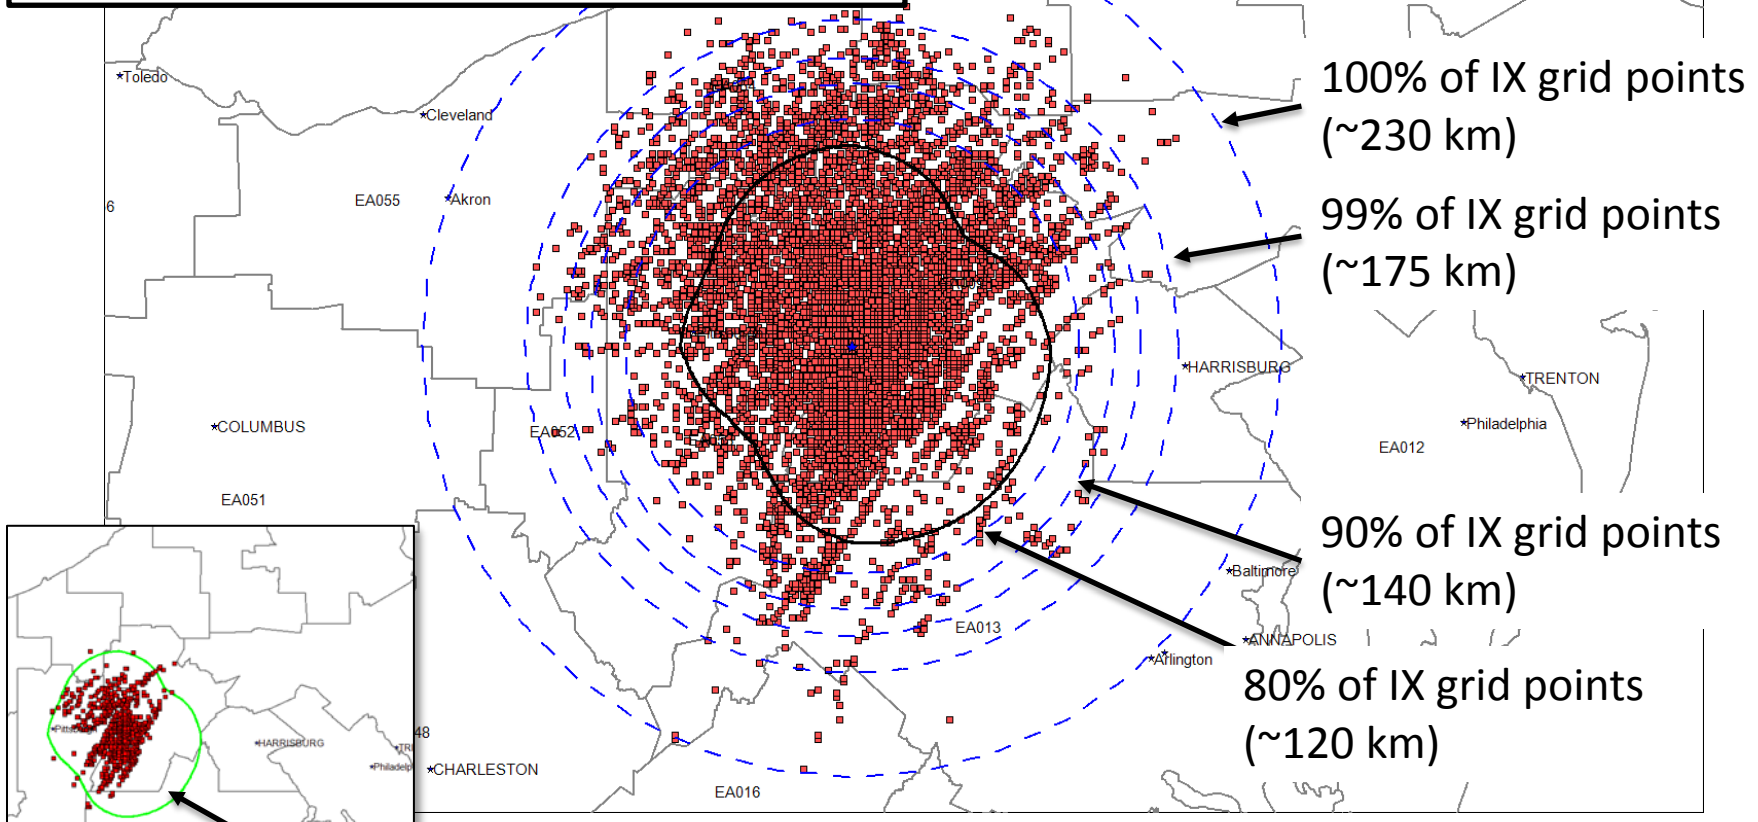 Toledo
Cleveland
100% of IX grid points
(~230 km)
EA055
Akron
6
99% of IX grid points
(~175 km)
HARRISBURG
TRENTON
COLUMBUS
EA052
Philadelphia
EA012
EA051
90% of IX grid points
(~140 km)
Baltimore
EA013
ANNAPOLIS
Arlington
80% of IX grid points
(~120 km)
48
CHARLESTON
EA016
HARRISBURG